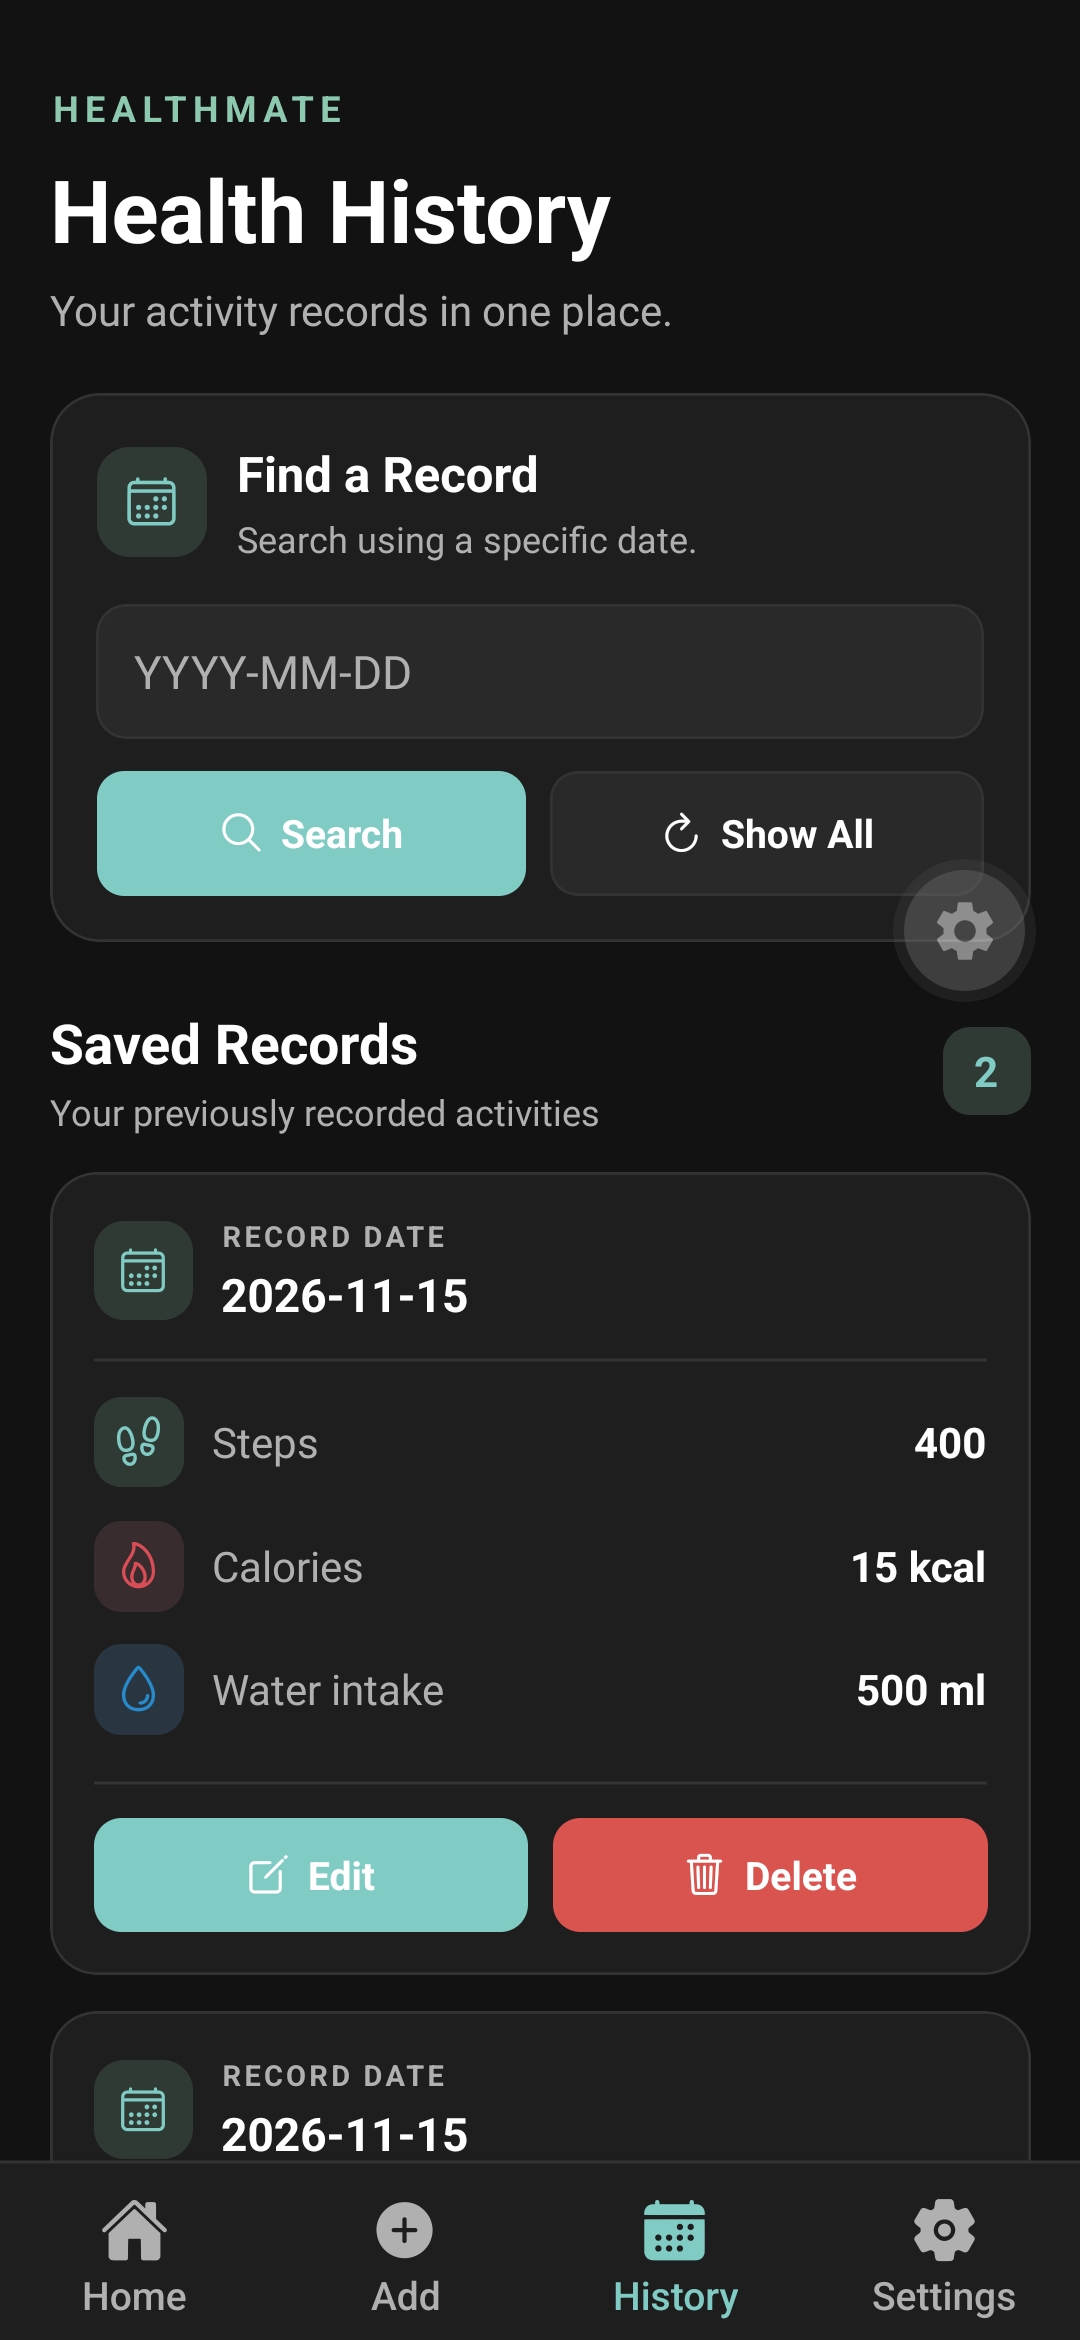 HEALTHMATE
Health History
Your activity records in one place.
Find a Record
Search using a specific date.
YYYY-MM-DD
Search
Show All
Saved Records
2
Your previously recorded activities
RECORD DATE
2026-11-15
Steps
400
Calories
15 kcal
Water intake
500 ml
Edit
Delete
RECORD DATE
2026-11-15
Home
Add
History
Settings